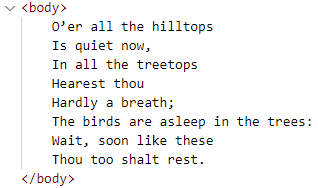 <body>
O’er all the hilltops
Is quiet now,
In all the treetops
Hearest thou
Hardly a breath;
The birds are asleep in the trees:
Wait, soon like these
Thou too shalt rest.
</body>